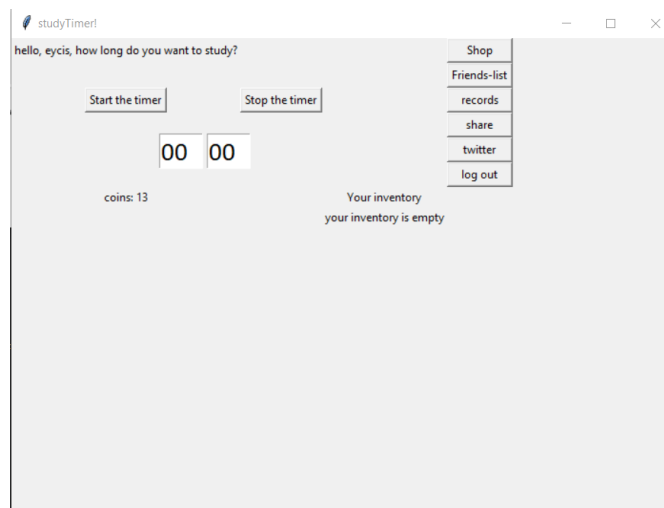 studyTimer!
hello, eycis, how long do you want to study?
Shop
Friends-list
Start the timer
Stop the timer
records
share
00 00
twitter
log out
coins: 13
Your inventory
your inventory is empty